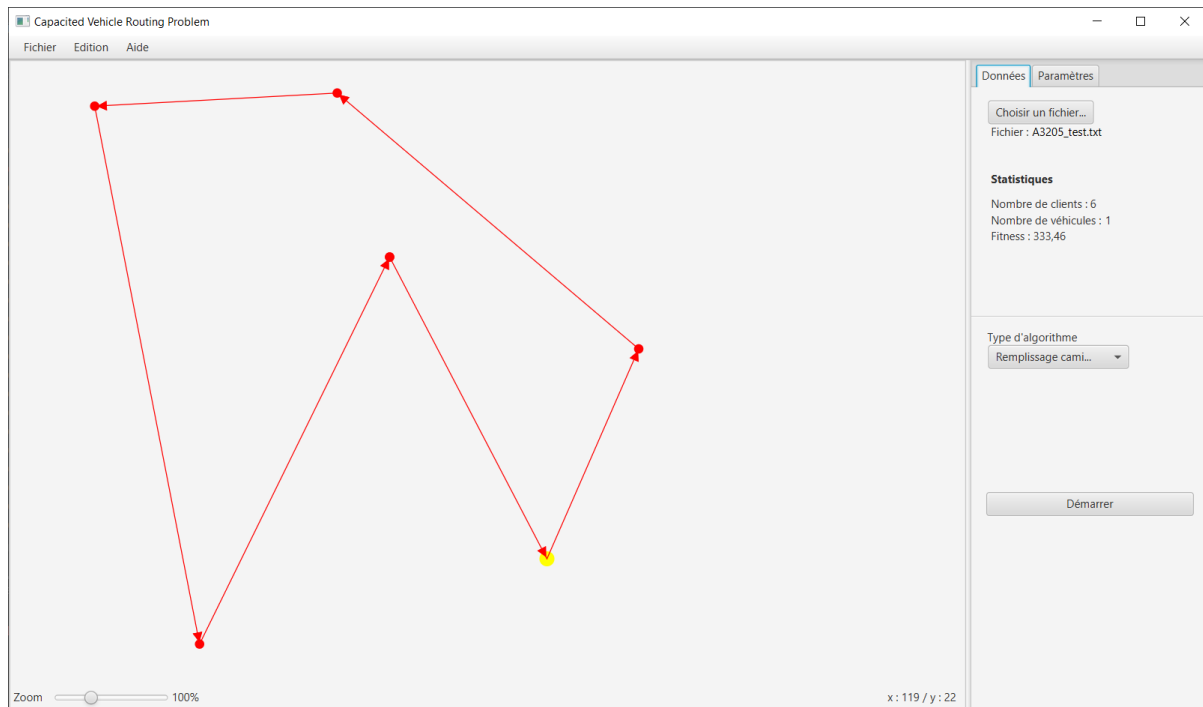 Capacited Vehicle Routing Problem
Fichier Edition Aide
Données Paramètres
Choisir un fichier...
Fichier : A3205_test.txt
Statistiques
Nombre de clients : 6
Nombre de véhicules : 1
Fitness : 333,46
Type d'algorithme
Remplissage cami...
Démarrer
Zoom 100% x : 119 / y : 22